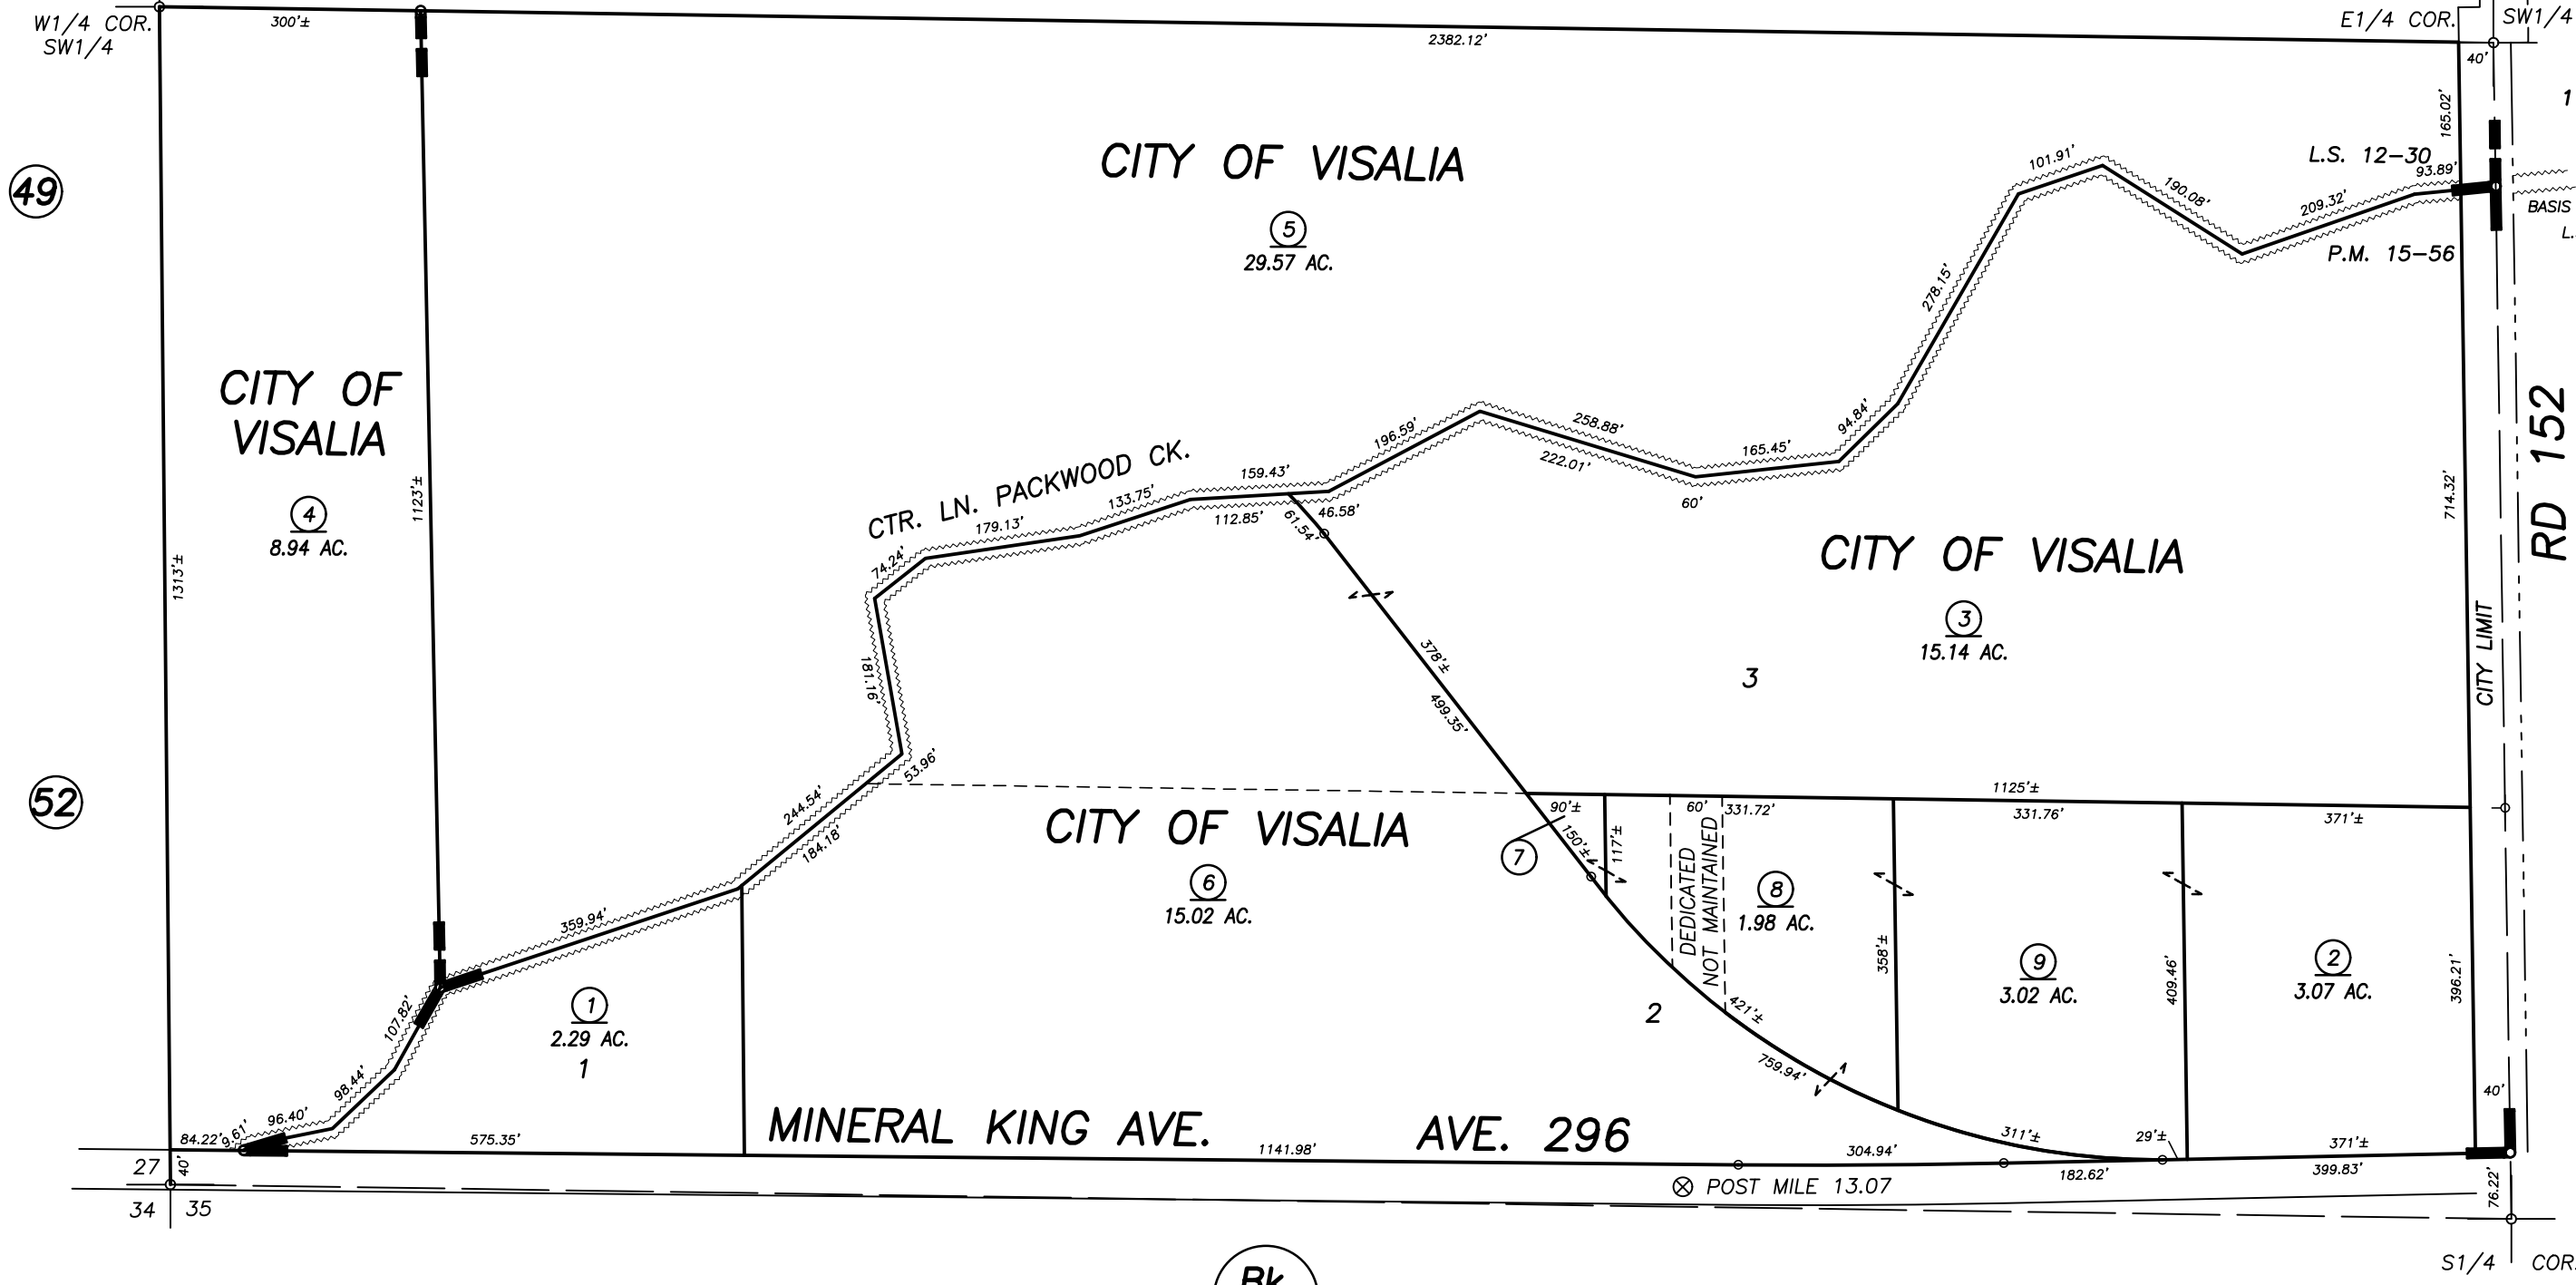 W1/4 COR.
SW1/4
300'±
2382.12'
E1/4 COR.
SW1/4
40'
1
165.02'
49
CITY OF VISALIA
5
29.57 AC.
L.S. 12-30
93.89'
101.91'
190.08'
209.32'
P.M. 15-56
BASIS
L.
278.15'
CITY OF
VISALIA
4
8.94 AC.
1123'±
1313'±
RD 152
CTR. LN. PACKWOOD CK.
74.24'
179.13'
133.75'
159.43'
112.85'
61.54'
46.58'
196.59'
258.88'
222.01'
165.45'
60'
94.84'
714.32'
CITY OF VISALIA
3
15.14 AC.
3
CITY LIMIT
181.16'
53.96'
378'±
499.35'
52
244.54'
184.18'
CITY OF VISALIA
6
15.02 AC.
1125'±
90'±
60'
331.72'
331.76'
371'±
7
150'±
117'±
DEDICATED
NOT MAINTAINED
8
1.98 AC.
358'±
9
3.02 AC.
409.46'
2
3.07 AC.
396.21'
359.94'
107.82'
98.44'
1
2.29 AC.
1
2
421'±
759.94'
40'
MINERAL KING AVE.
AVE. 296
84.22'
9.61'
96.40'
575.35'
1141.98'
304.94'
311'±
29'±
371'±
182.62'
399.83'
27
40'
34
35
POST MILE 13.07
76.22'
S1/4 COR
Bk